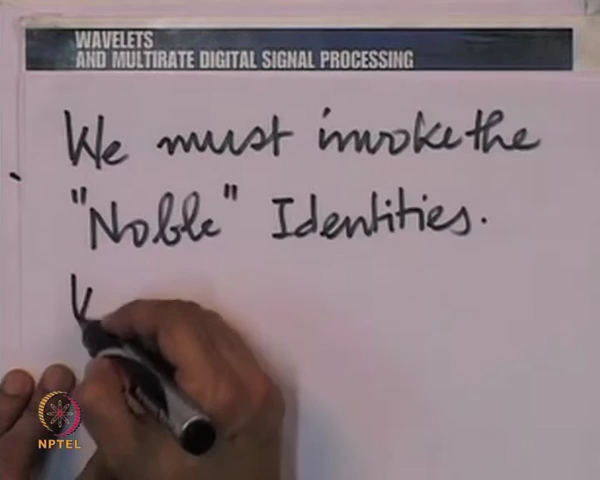 WAVELETS
AND MULTIRATE DIGITAL SIGNAL PROCESSING
We must invoke the
"Noble" Identities.
NPTEL